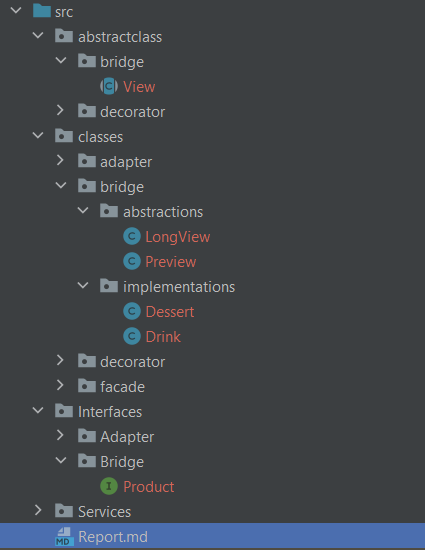 src
abstractclass
bridge
C View
decorator
classes
adapter
bridge
abstractions
C LongView
C Preview
implementations
C Dessert
C Drink
decorator
facade
Interfaces
Adapter
Bridge
I Product
Services
MD Report.md